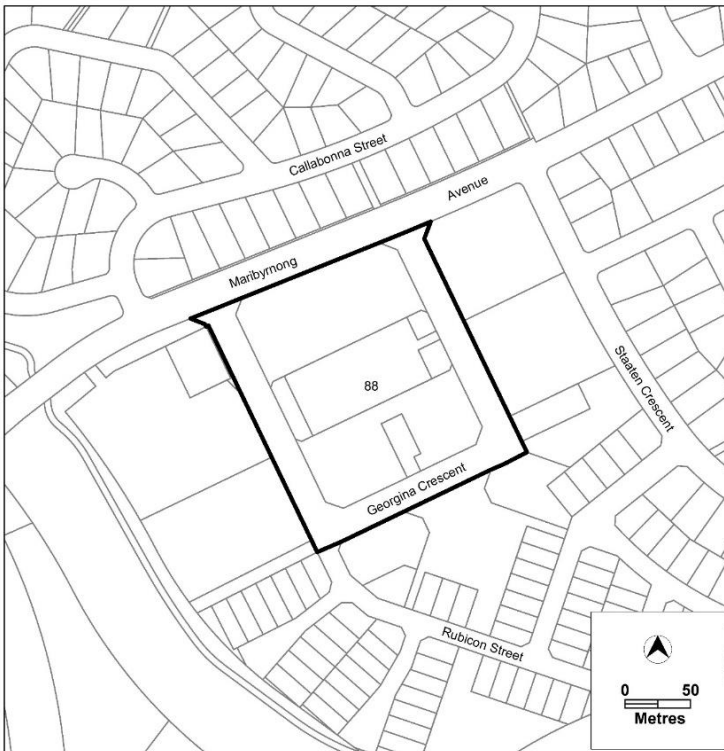 Callabonna Street
Avenue
Maribyrnong
88
Staaten Crescent
Georgina Crescent
Rubicon Street
0 50
Metres